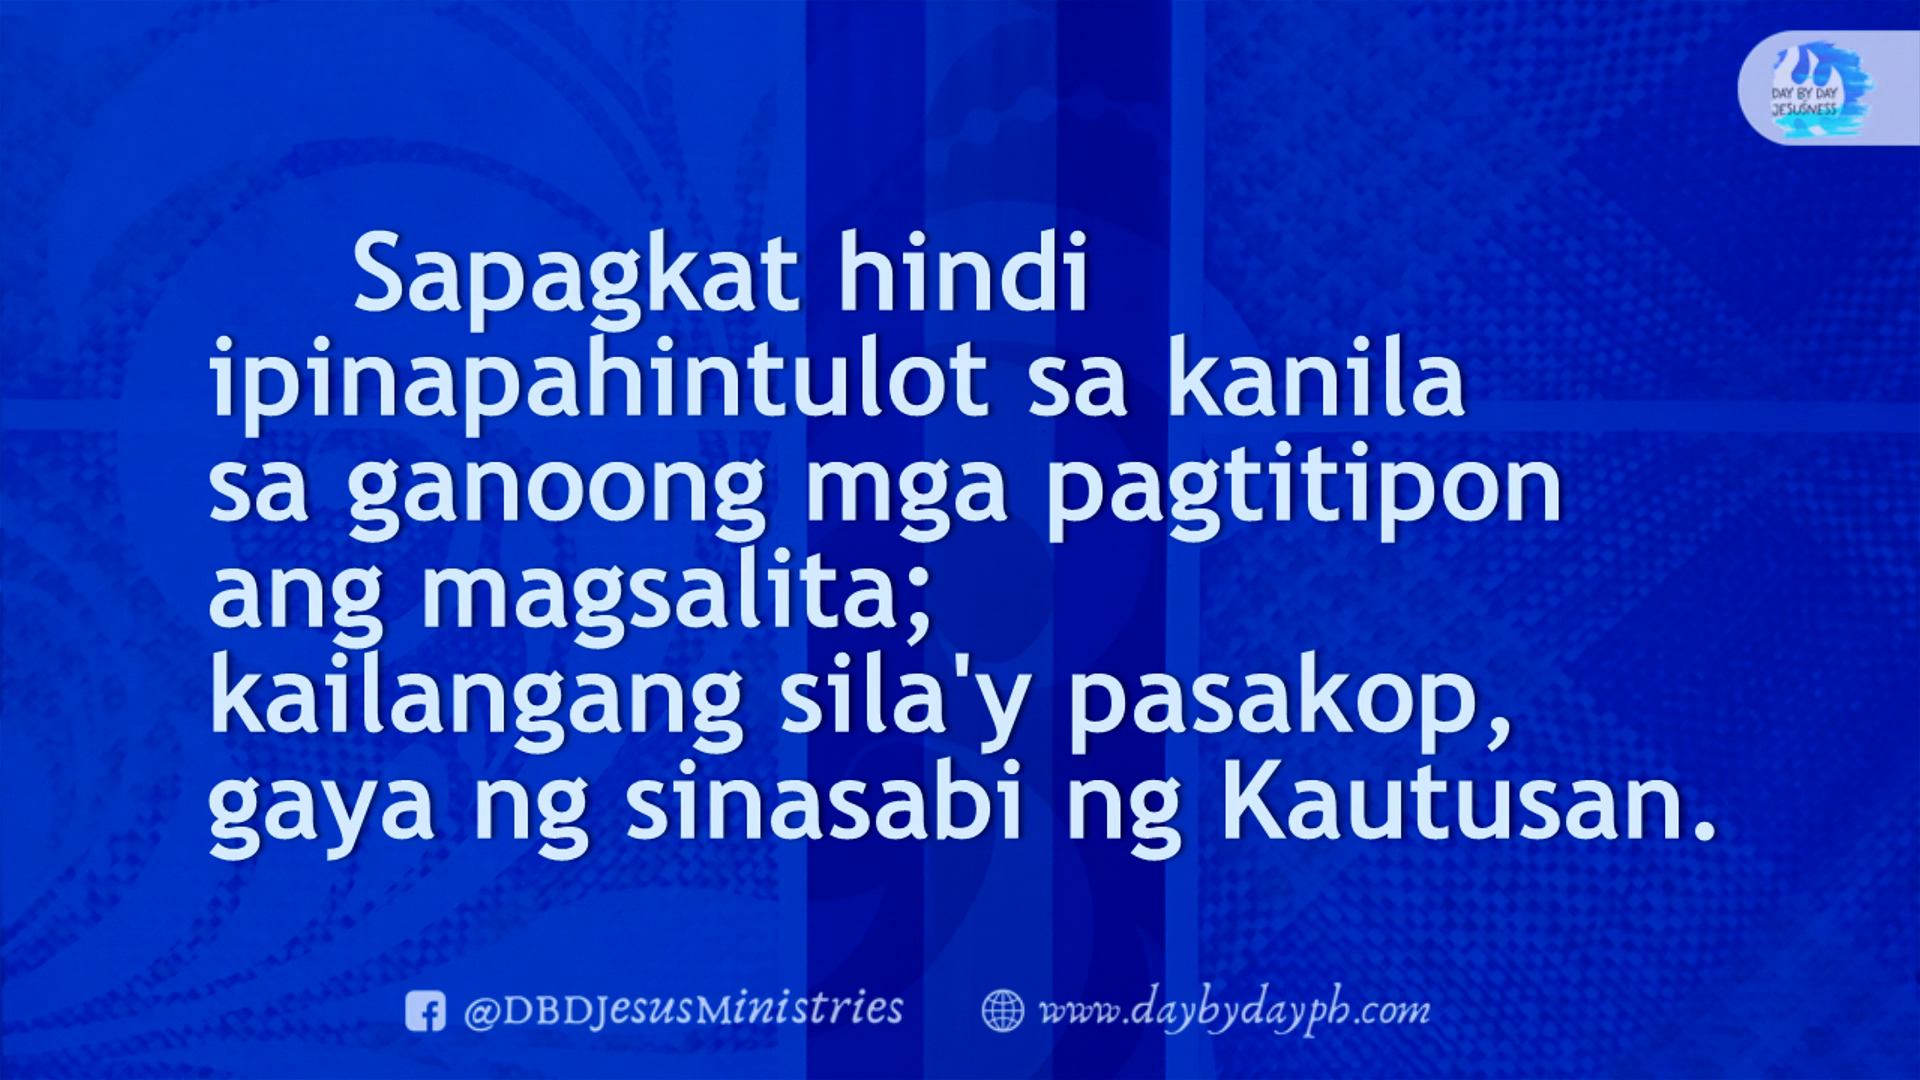 DAY BY DAY
JESUSNESS
Sapagkat hindi
ipinapahintulot sa kanila
sa ganoong mga pagtitipon
ang magsalita;
kailangang sila'y pasakop,
gaya ng sinasabi ng Kautusan.
@DBDJesusMinistries
www.daybydayph.com